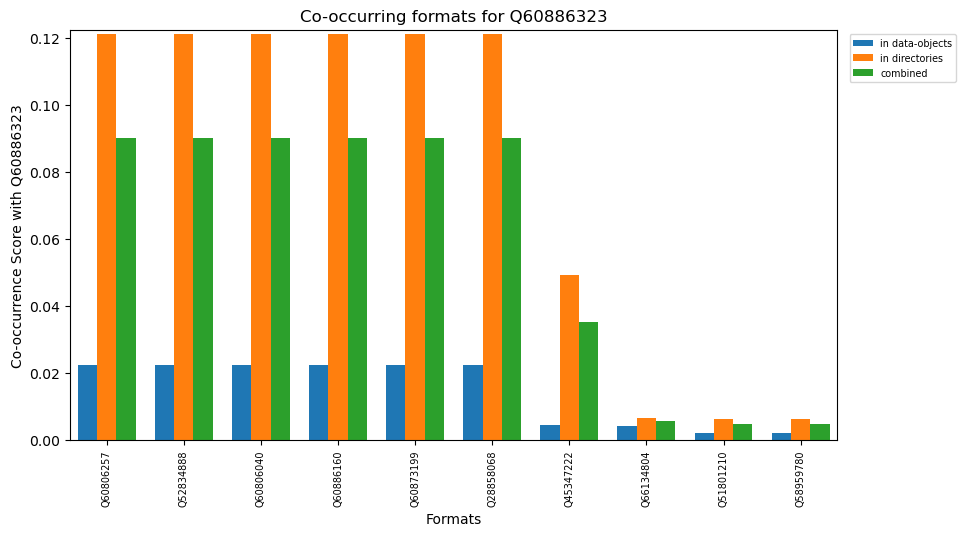 Co-occurring formats for Q60886323
Co-occurrence Score with Q60886323
0.12
0.10
0.08
0.06
0.04
0.02
0.00
Q60806257
Q52834888
Q60806040
Q60886160
Q60873199
Q28858068
Q45347222
Q66134804
Q51801210
Q58959780
Formats
in data-objects
in directories
combined